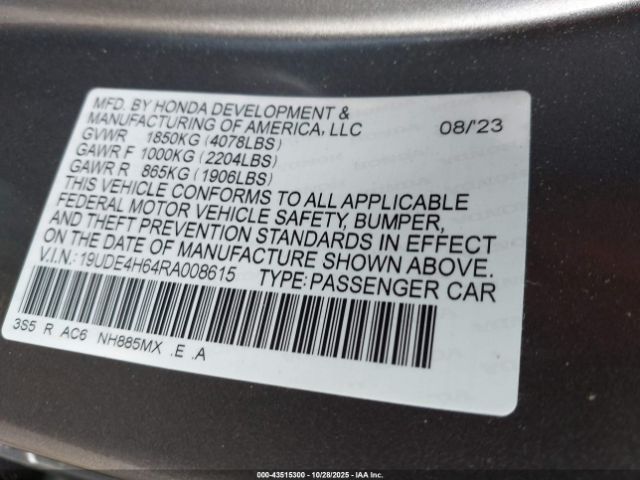 MFD. BY HONDA DEVELOPMENT &
MANUFACTURING OF AMERICA, LLC 08/'23
GVWR 1850KG (4078LBS)
GAWR F 1000KG (2204LBS)
GAWR R 865KG (1906LBS)
THIS VEHICLE CONFORMS TO ALL APPLICABLE
FEDERAL MOTOR VEHICLE SAFETY, BUMPER,
AND THEFT PREVENTION STANDARDS IN EFFECT
ON THE DATE OF MANUFACTURE SHOWN ABOVE.
V.I.N.: 19UDE4H64RA008615 TYPE: PASSENGER CAR
3S5 R AC6 NH885MX .E .A
000-43515300 | 10/28/2025 | IAA Inc.